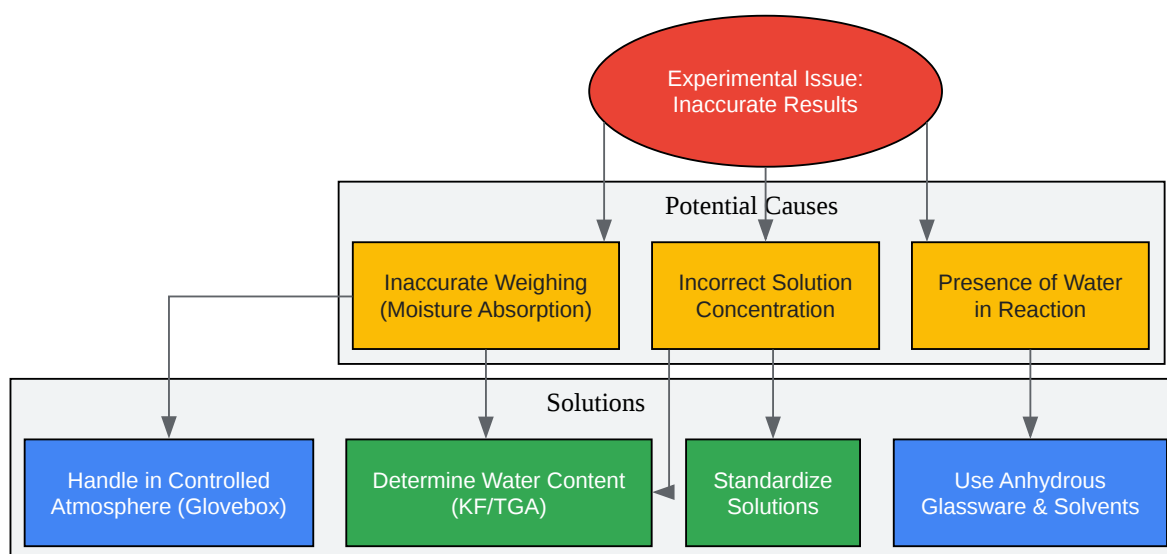 Experimental Issue:
Inaccurate Results
Potential Causes
Inaccurate Weighing
(Moisture Absorption)
Incorrect Solution
Concentration
Presence of Water
in Reaction
Solutions
Handle in Controlled
Atmosphere (Glovebox)
Determine Water Content
(KF/TGA)
Standardize
Solutions
Use Anhydrous
Glassware & Solvents